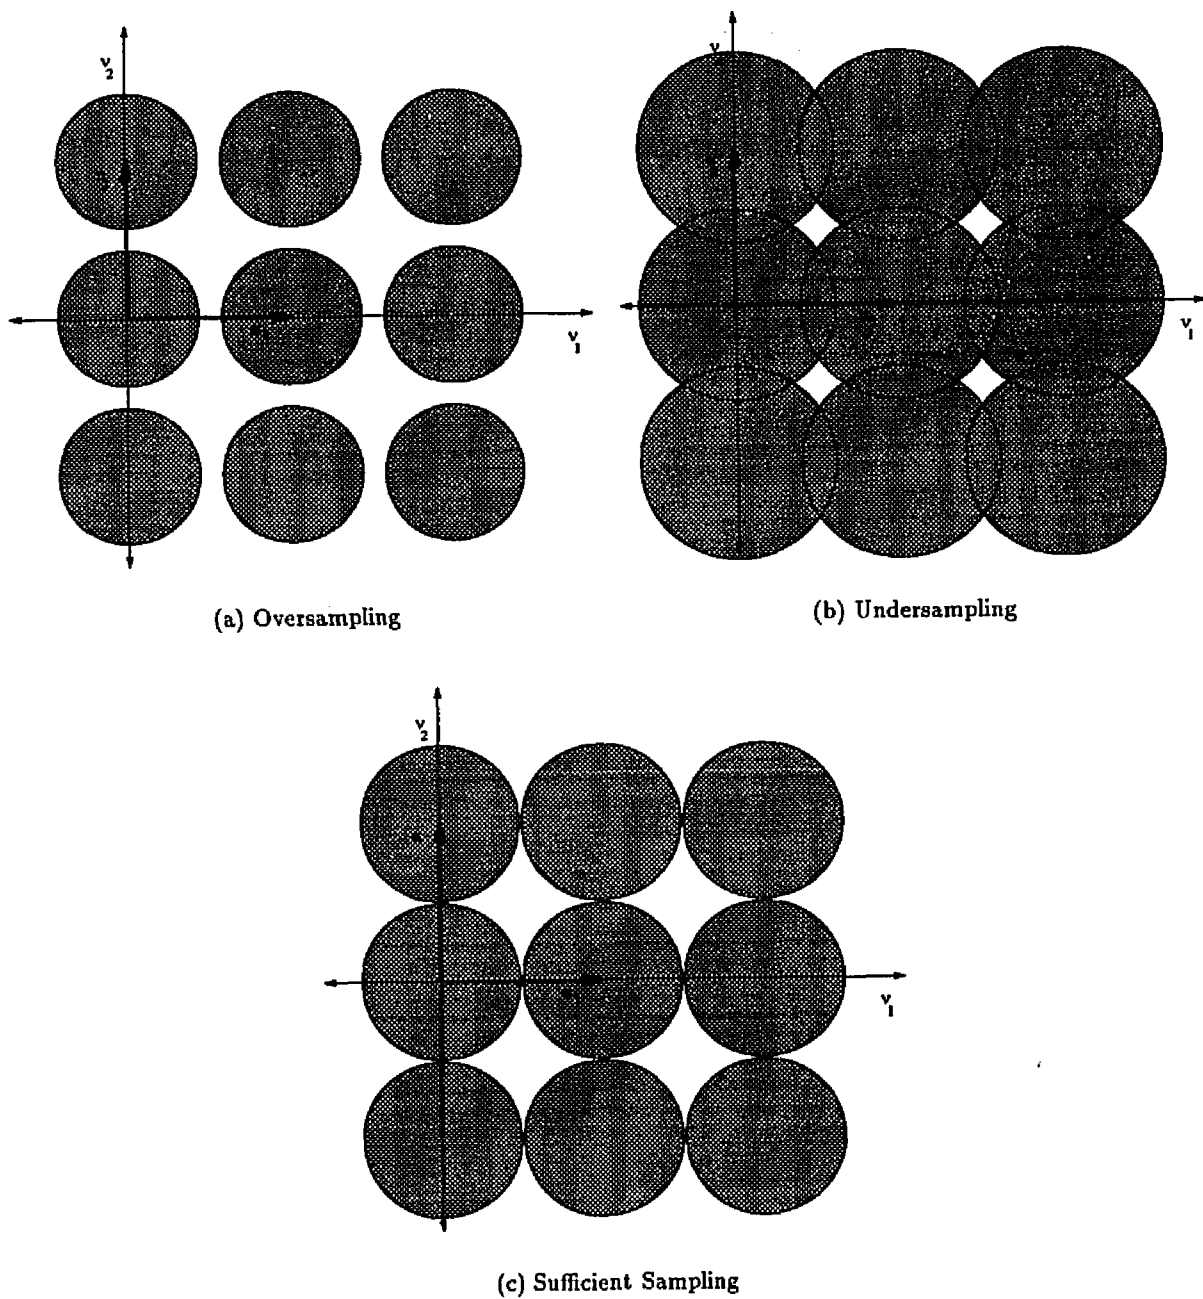 ν2
ν1
(a) Oversampling
ν
ν1
(b) Undersampling
ν2
ν1
(c) Sufficient Sampling